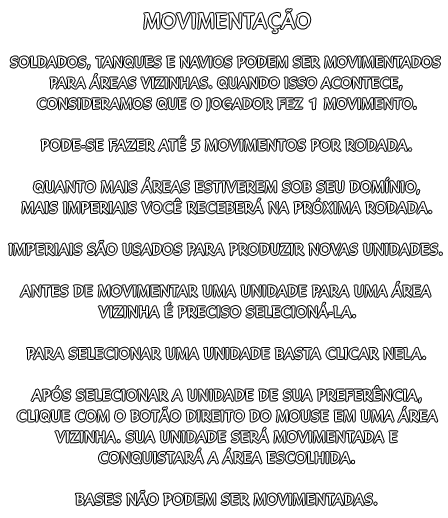 MOVIMENTAÇÃO
SOLDADOS, TANQUES E NAVIOS PODEM SER MOVIMENTADOS
PARA ÁREAS VIZINHAS. QUANDO ISSO ACONTECE,
CONSIDERAMOS QUE O JOGADOR FEZ 1 MOVIMENTO.
PODE-SE FAZER ATÉ 5 MOVIMENTOS POR RODADA.
QUANTO MAIS ÁREAS ESTIVEREM SOB SEU DOMÍNIO,
MAIS IMPERIAIS VOCÊ RECEBERÁ NA PRÓXIMA RODADA.
IMPERIAIS SÃO USADOS PARA PRODUZIR NOVAS UNIDADES.
ANTES DE MOVIMENTAR UMA UNIDADE PARA UMA ÁREA
VIZINHA É PRECISO SELECIONÁ-LA.
PARA SELECIONAR UMA UNIDADE BASTA CLICAR NELA.
APÓS SELECIONAR A UNIDADE DE SUA PREFERÊNCIA,
CLIQUE COM O BOTÃO DIREITO DO MOUSE EM UMA ÁREA
VIZINHA. SUA UNIDADE SERÁ MOVIMENTADA E
CONQUISTARÁ A ÁREA ESCOLHIDA.
BASES NÃO PODEM SER MOVIMENTADAS.